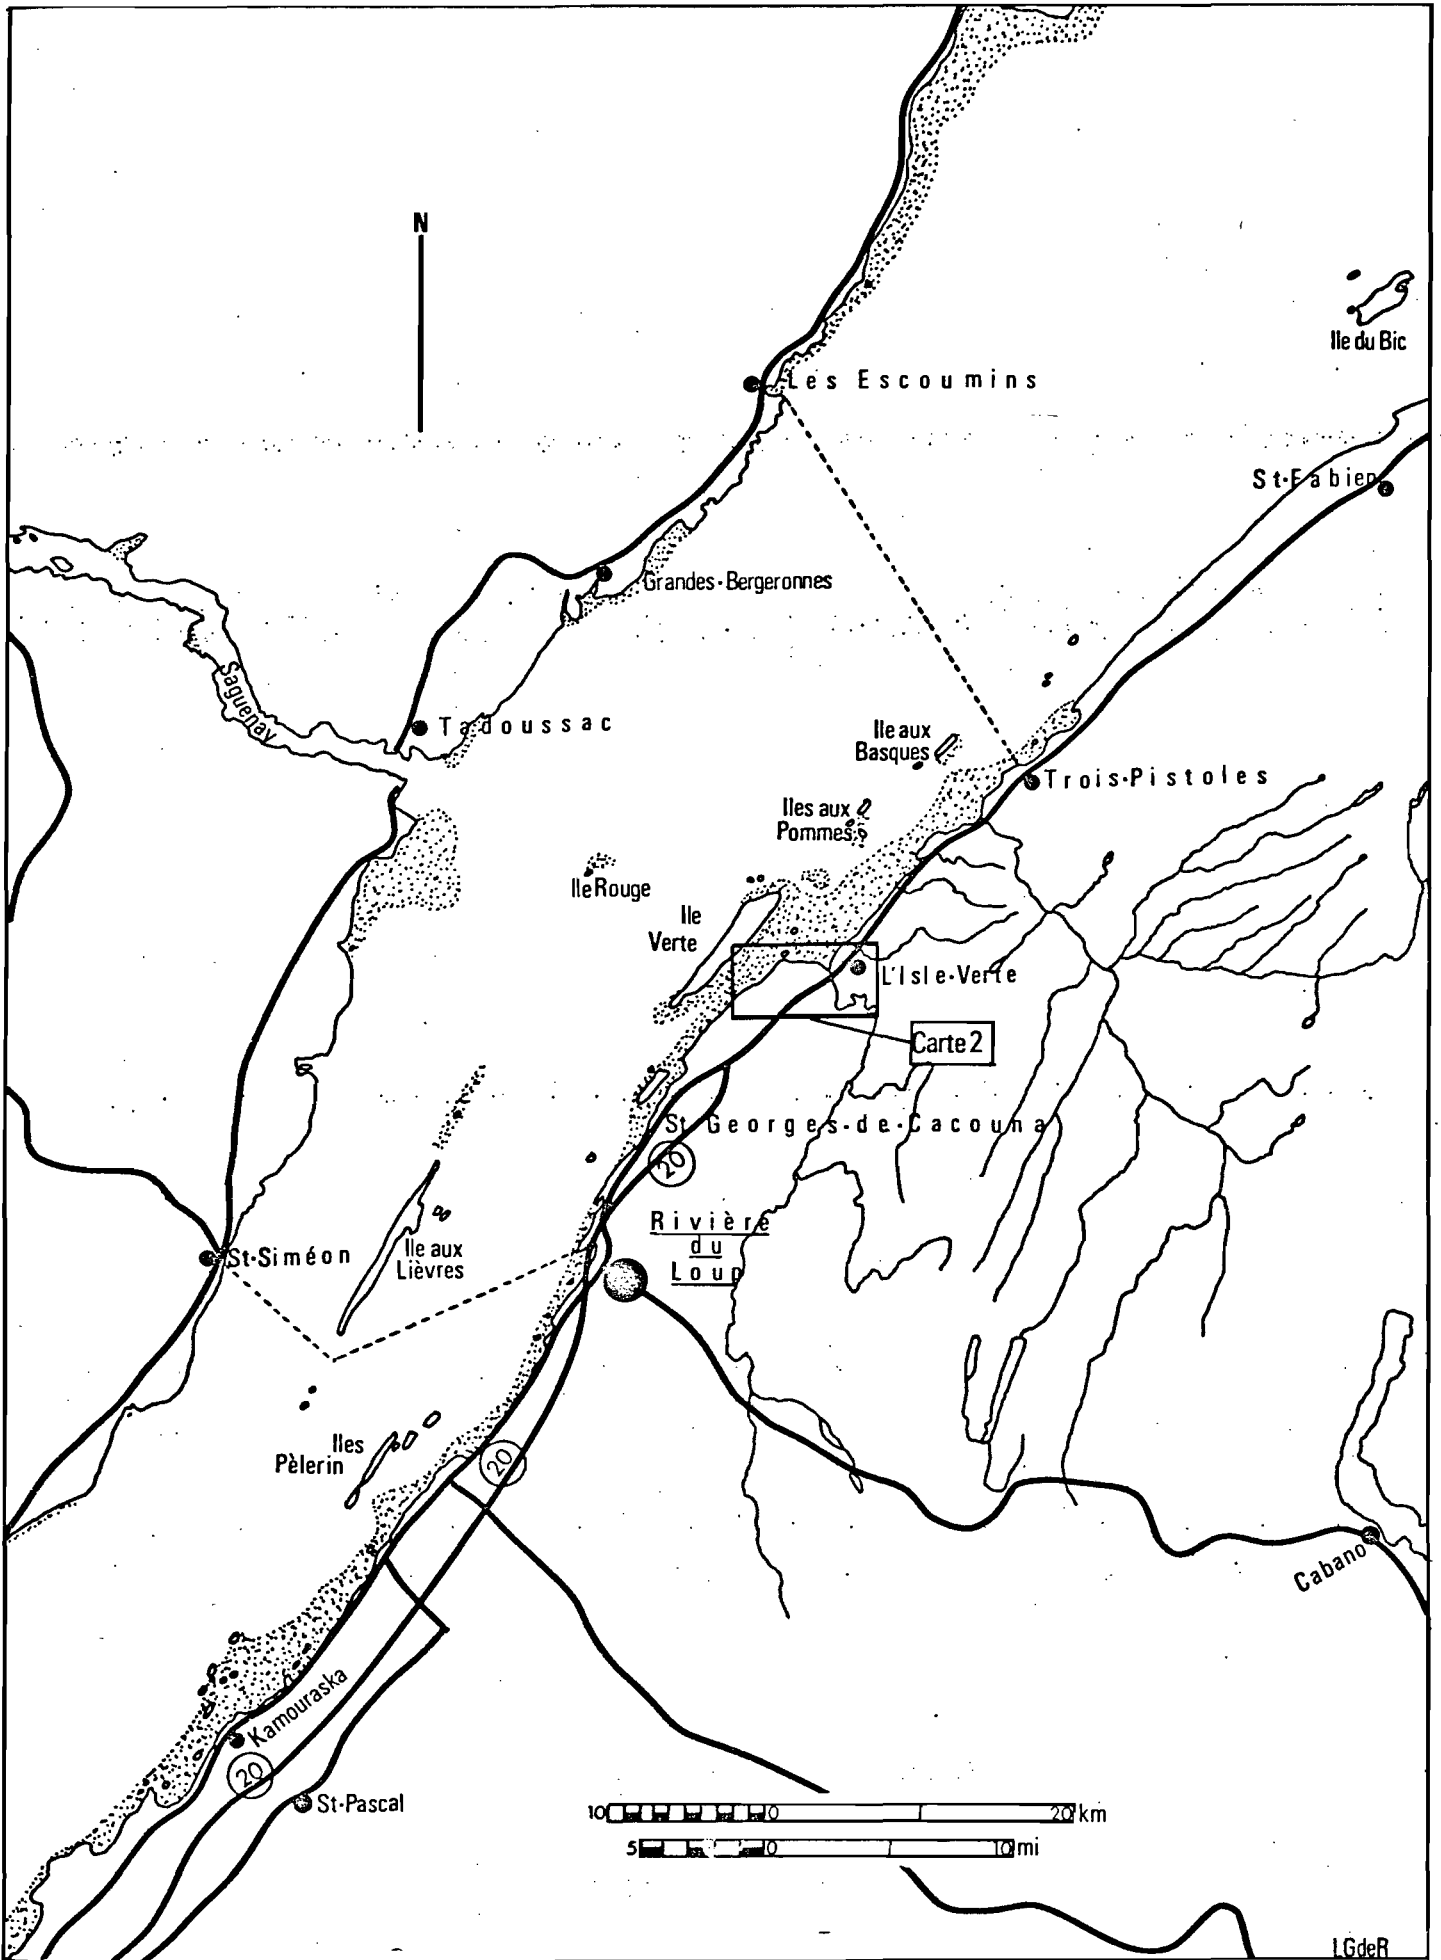 N
Ile du Bic
Les Escoumins
St-Fabien
Grandes-Bergeronnes
Saguenay
Tadoussac
Ile aux
Basques
Trois-Pistoles
Iles aux
Pommes
Ile Rouge
Ile
Verte
L'Isle-Verte
Carte 2
St Georges-de-Cacouna
20
Rivière
du
Loup
St-Siméon
Ile aux
Lièvres
Iles
Pèlerin
20
Cabano
Kamouraska
20
St-Pascal
10 0 20 km
5 0 10 mi
LGdeR